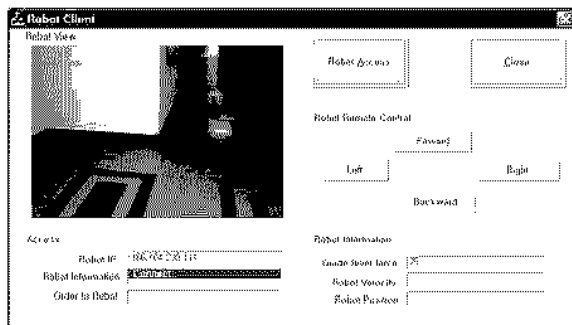 Robot Client
Robot View
Robot Access
Close
Robot Remote Control
Forward
Left
Right
Backward
Access
Robot IP
Robot Information
Order to Robot
Robot Information
Robot Velocity
Robot Position